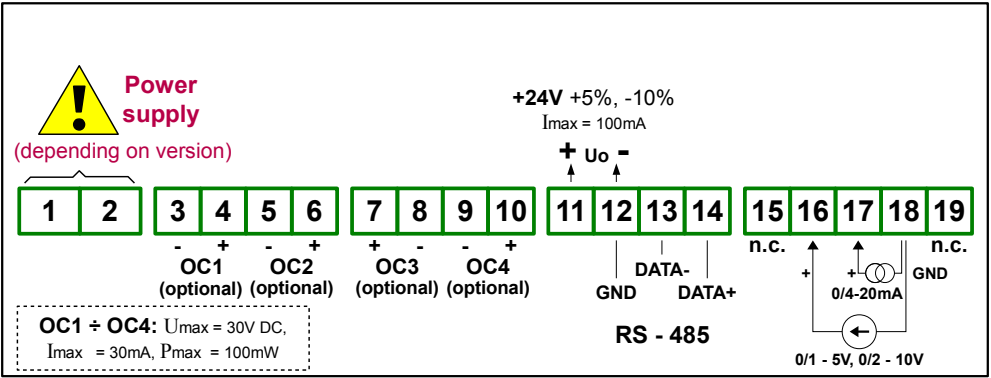 Power
supply
(depending on version)
+24V +5%, -10%
Imax = 100mA
+ Uo -
1 2 3 4 5 6 7 8 9 10 11 12 13 14 15 16 17 18 19
- + - + + - - + n.c. n.c.
OC1 OC2 OC3 OC4
(optional) (optional) (optional) (optional)
DATA-
GND DATA+
RS - 485
+ + GND
0/4-20mA
0/1 - 5V, 0/2 - 10V
OC1 ÷ OC4: Umax = 30V DC,
Imax = 30mA, Pmax = 100mW